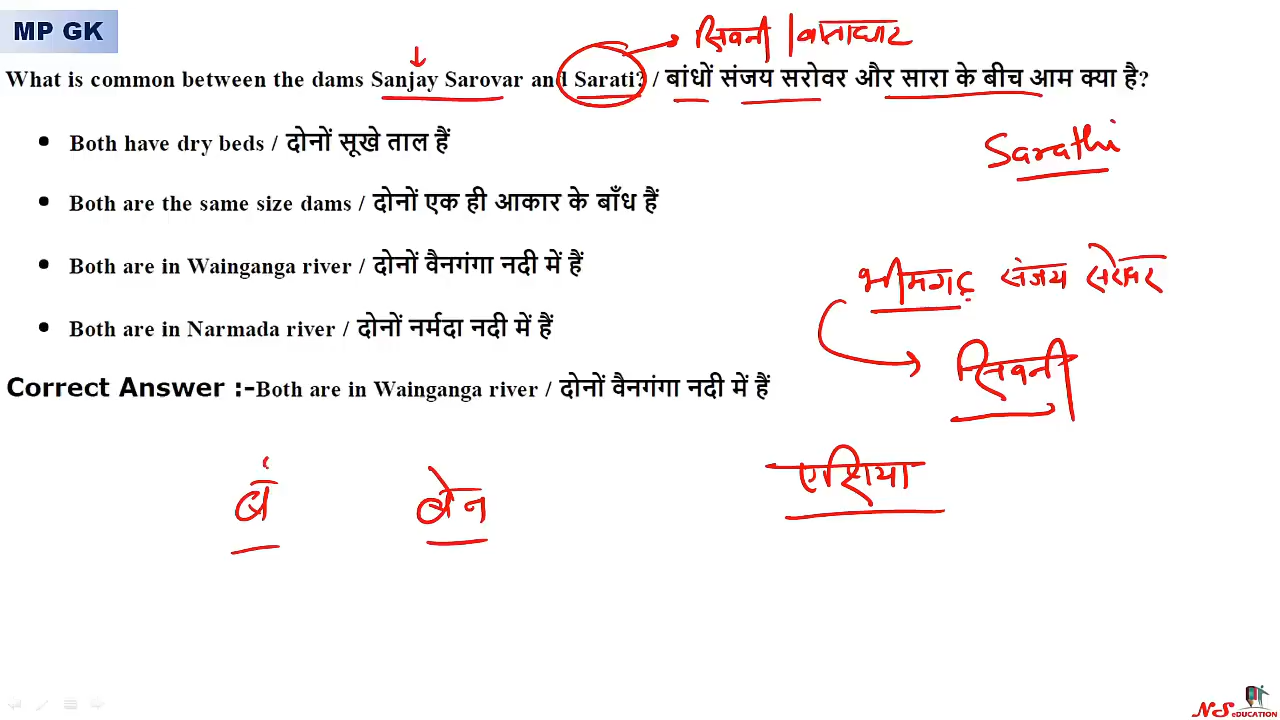 MP GK
सिवनी | बालाघाट
What is common between the dams Sanjay Sarovar and Sarati? / बांधों संजय सरोवर और सारा के बीच आम क्या है?
• Both have dry beds / दोनों सूखे ताल हैं
Sarathi
• Both are the same size dams / दोनों एक ही आकार के बाँध हैं
• Both are in Wainganga river / दोनों वैनगंगा नदी में हैं
भीमगढ़ संजय सरोवर
• Both are in Narmada river / दोनों नर्मदा नदी में हैं
सिवनी
Correct Answer :-Both are in Wainganga river / दोनों वैनगंगा नदी में हैं
एशिया
NS eDUCATION